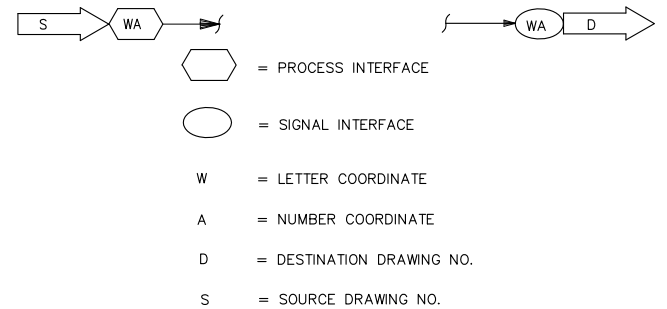 S WA WA D
= PROCESS INTERFACE
= SIGNAL INTERFACE
W = LETTER COORDINATE
A = NUMBER COORDINATE
D = DESTINATION DRAWING NO.
S = SOURCE DRAWING NO.